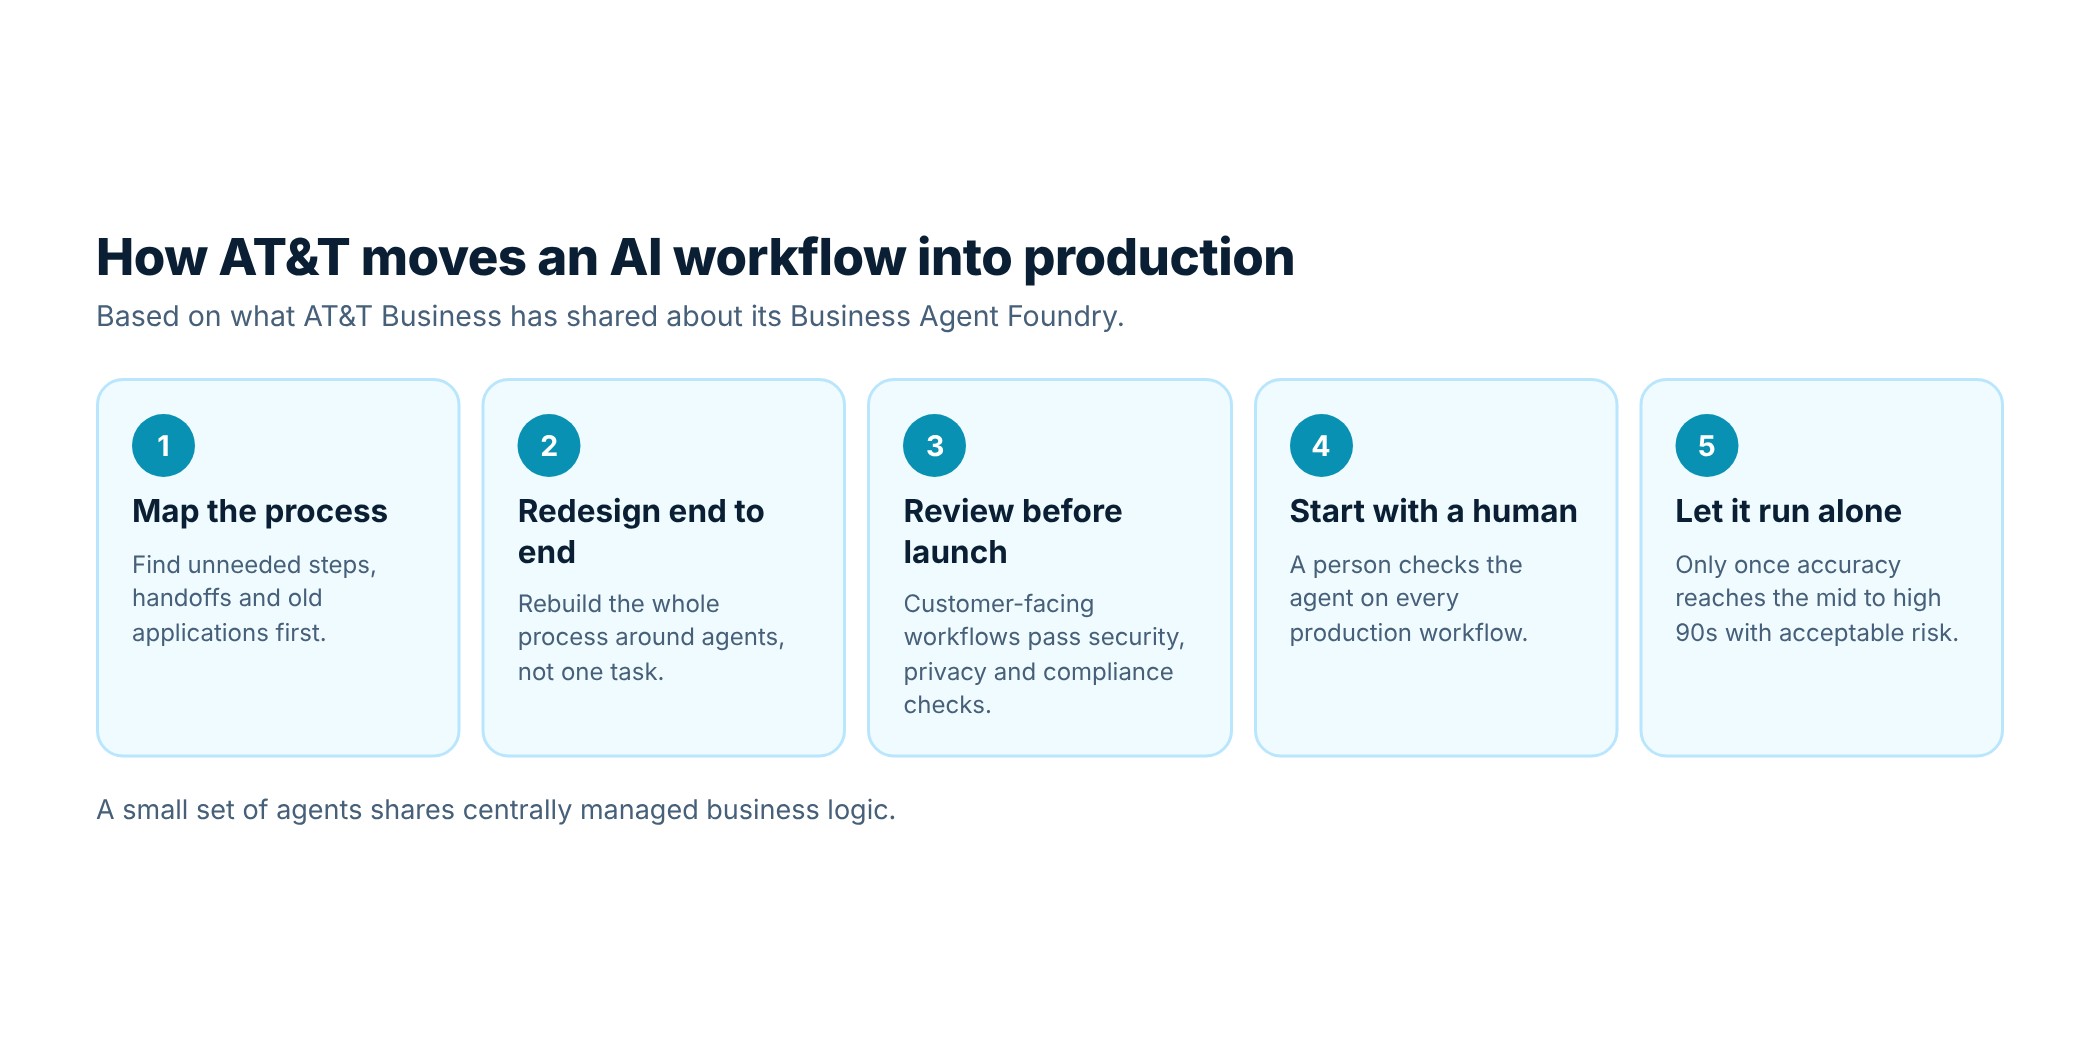 How AT&T moves an AI workflow into production
Based on what AT&T Business has shared about its Business Agent Foundry.
1
Map the process
Find unneeded steps,
handoffs and old
applications first.
2
Redesign end to
end
Rebuild the whole
process around agents,
not one task.
3
Review before
launch
Customer-facing
workflows pass security,
privacy and compliance
checks.
4
Start with a human
A person checks the
agent on every
production workflow.
5
Let it run alone
Only once accuracy
reaches the mid to high
90s with acceptable risk.
A small set of agents shares centrally managed business logic.